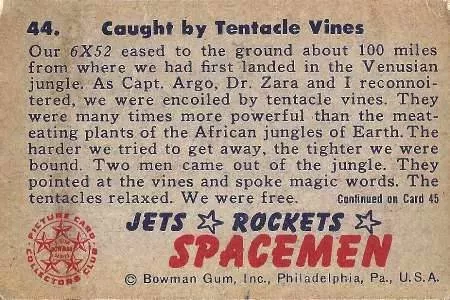 44. Caught by Tentacle Vines
Our 6X52 eased to the ground about 100 miles
from where we had first landed in the Venusian
jungle. As Capt. Argo, Dr. Zara and I reconnoi-
tered, we were encoiled by tentacle vines. They
were many times more powerful than the meat-
eating plants of the African jungles of Earth. The
harder we tried to get away, the tighter we were
bound. Two men came out of the jungle. They
pointed at the vines and spoke magic words. The
tentacles relaxed. We were free. Continued on Card 45
JETS ☆ ROCKETS ☆
SPACEMEN
PICTURE CARD
COLLECTORS CLUB
© Bowman Gum, Inc., Philadelphia, Pa., U.S.A.